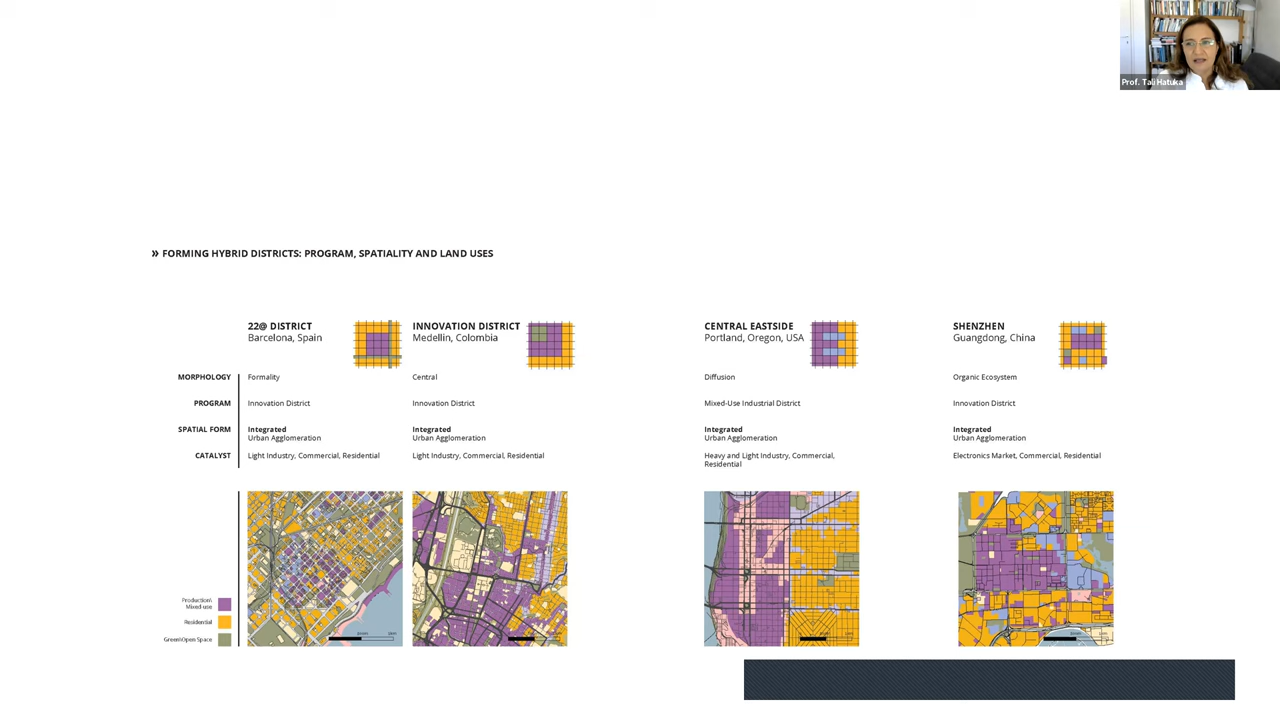 Prof. Tali Hatuka
» FORMING HYBRID DISTRICTS: PROGRAM, SPATIALITY AND LAND USES
22@ DISTRICT
Barcelona, Spain
INNOVATION DISTRICT
Medellin, Colombia
CENTRAL EASTSIDE
Portland, Oregon, USA
SHENZHEN
Guangdong, China
MORPHOLOGY
Formality
Central
Diffusion
Organic Ecosystem
PROGRAM
Innovation District
Innovation District
Mixed-Use Industrial District
Innovation District
SPATIAL FORM
Integrated
Urban Agglomeration
Integrated
Urban Agglomeration
Integrated
Urban Agglomeration
Integrated
Urban Agglomeration
CATALYST
Light Industry, Commercial, Residential
Light Industry, Commercial, Residential
Heavy and Light Industry, Commercial,
Residential
Electronics Market, Commercial, Residential
Production\
Mixed-use
Residential
Green\Open Space